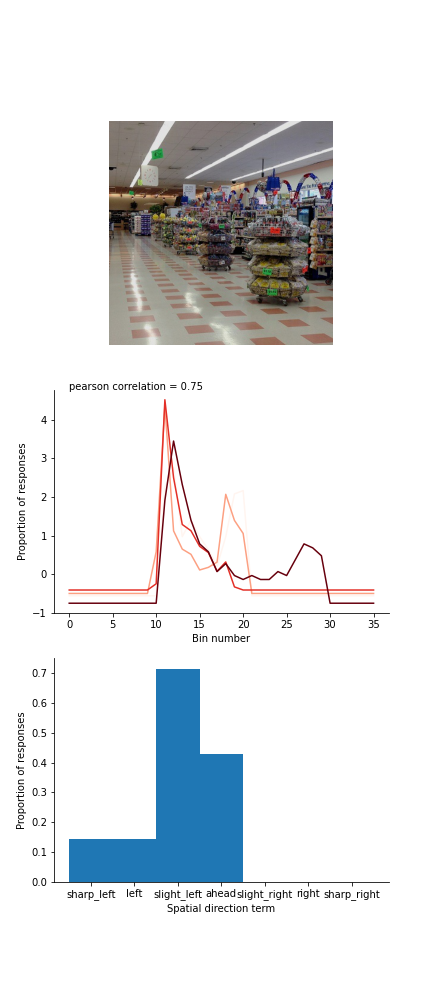 pearson correlation = 0.75
Proportion of responses
4
3
2
1
0
−1
0 5 10 15 20 25 30 35
Bin number
Proportion of responses
0.7
0.6
0.5
0.4
0.3
0.2
0.1
0.0
sharp_left left slight_left ahead slight_right right sharp_right
Spatial direction term